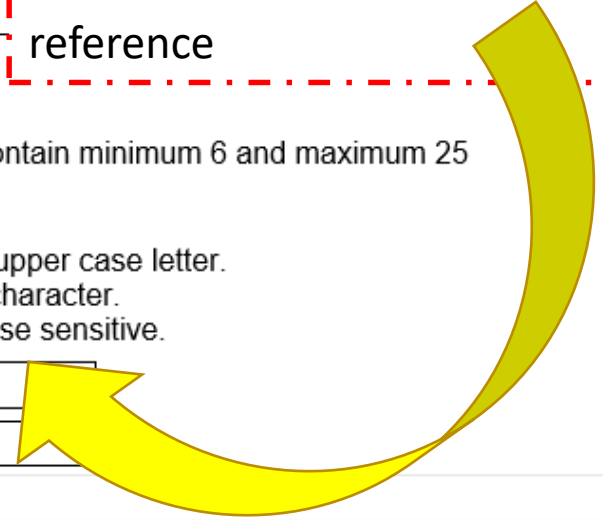 reference
ontain minimum 6 and maximum 25
upper case letter.
character.
se sensitive.